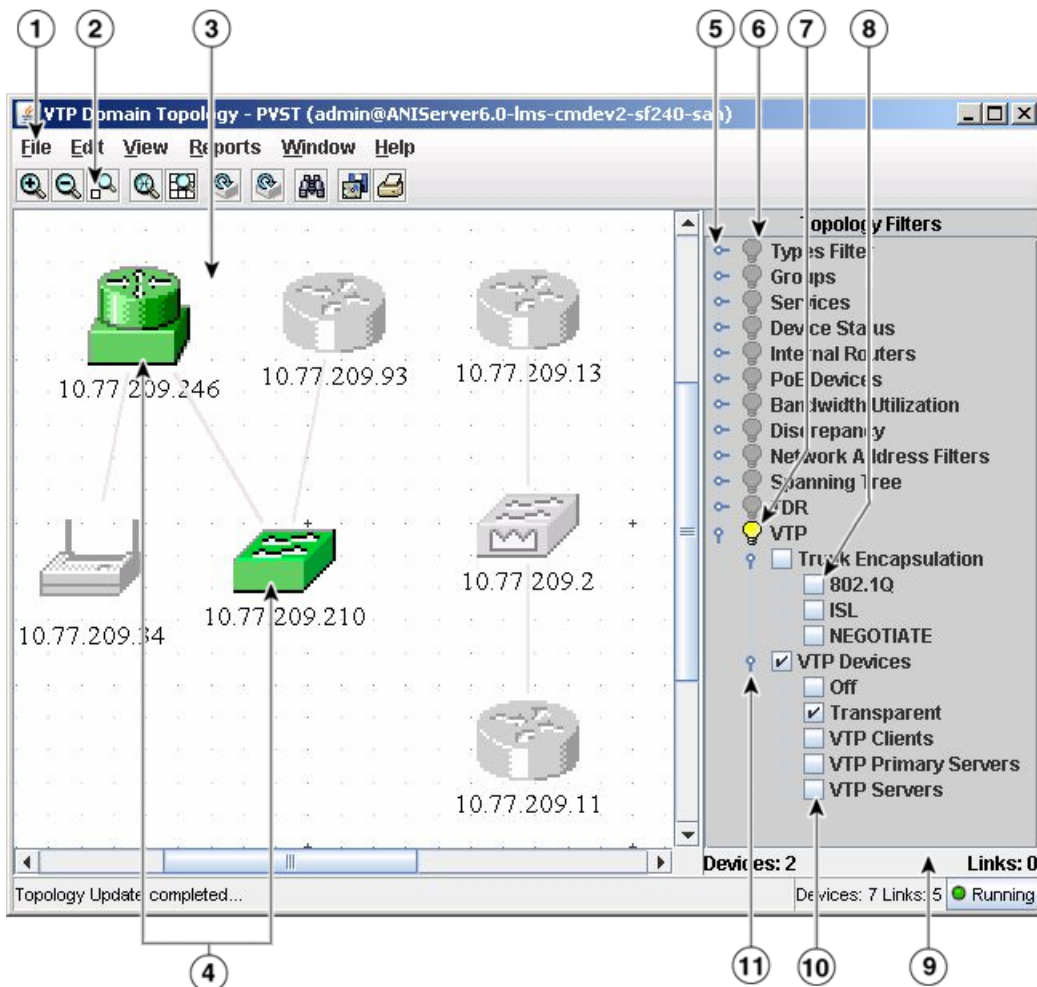 1 2 3 5 6 7 8
VTP Domain Topology - PVST (admin@ANIServer6.0-lms-cmdev2-sf240-san)
File Edit View Reports Window Help
Topology Filters
Types Filter
Groups
Services
Device Status
Internal Routers
PoE Devices
Bandwidth Utilization
Discrepancy
Network Address Filters
Spanning Tree
TDR
VTP
Trunk Encapsulation
802.1Q
ISL
NEGOTIATE
VTP Devices
Off
Transparent
VTP Clients
VTP Primary Servers
VTP Servers
10.77.209.246
10.77.209.93
10.77.209.13
10.77.209.34
10.77.209.210
10.77.209.2
10.77.209.11
Devices: 2 Links: 0
Topology Update completed...
Devices: 7 Links: 5
Running
4 11 10 9